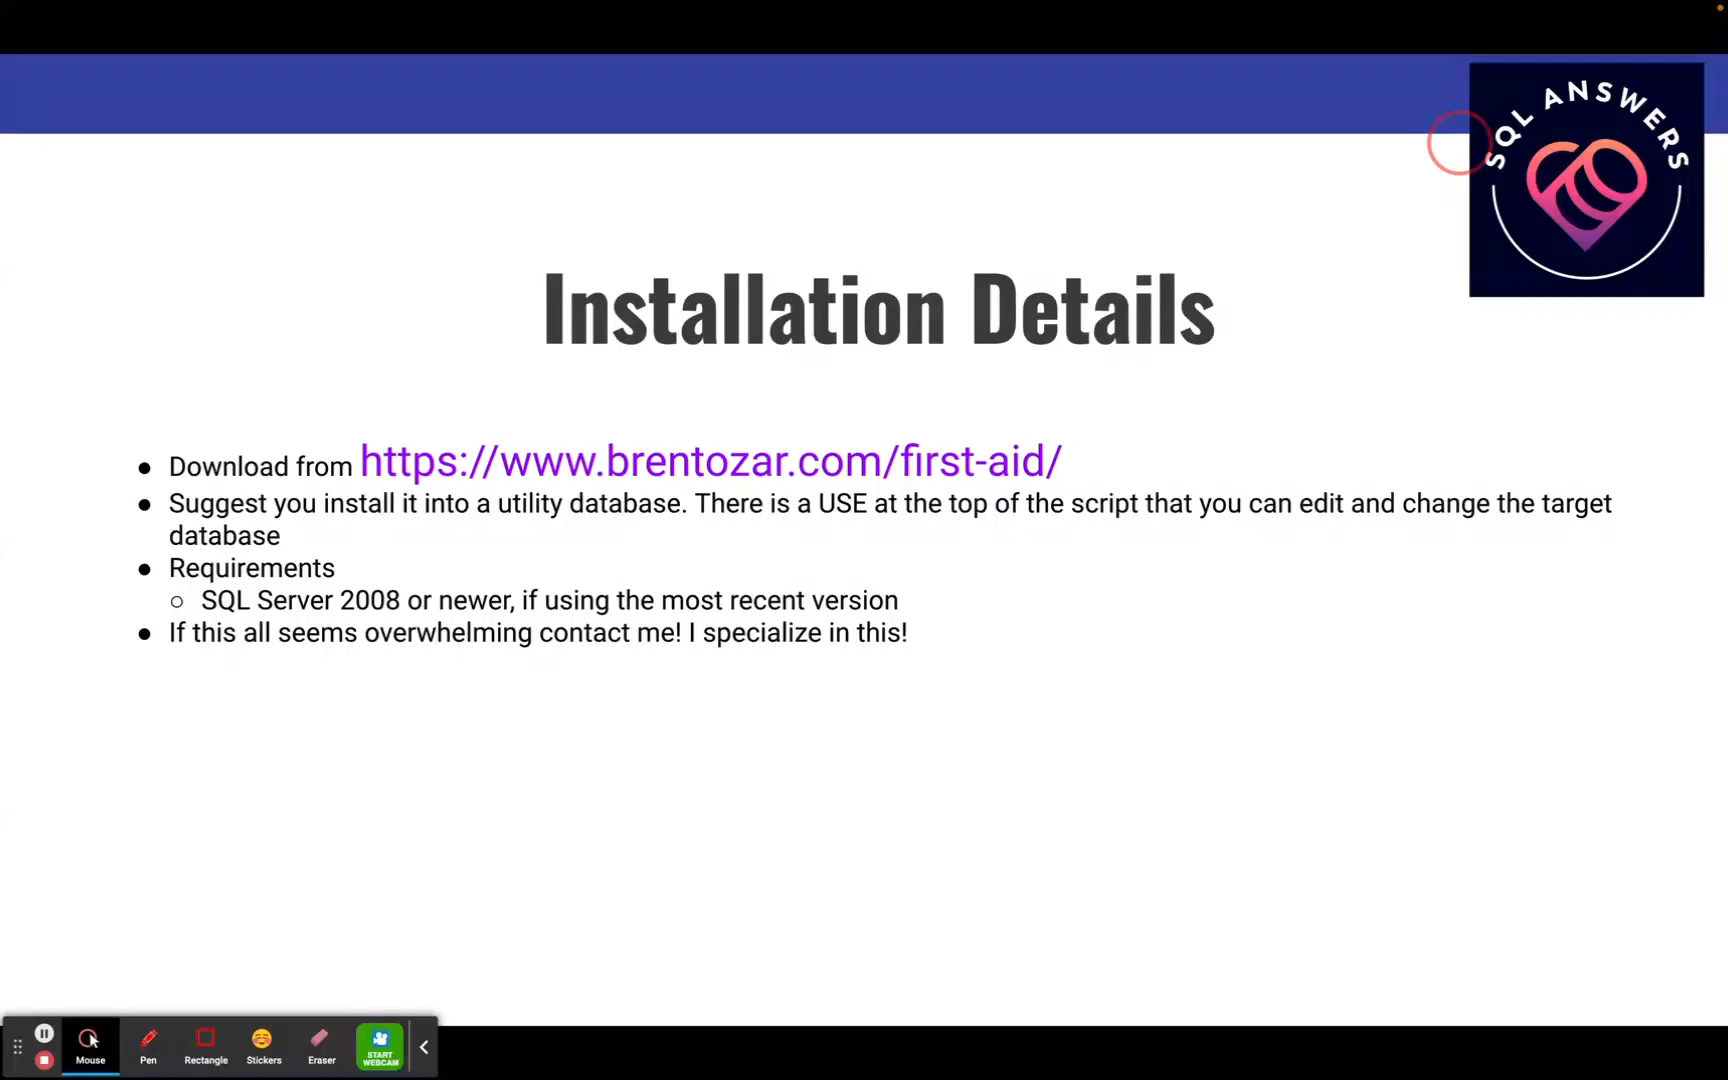 SQL ANSWERS
Installation Details
● Download from https://www.brentozar.com/first-aid/
● Suggest you install it into a utility database. There is a USE at the top of the script that you can edit and change the target
database
● Requirements
○ SQL Server 2008 or newer, if using the most recent version
● If this all seems overwhelming contact me! I specialize in this!
Mouse
Pen
Rectangle
Stickers
Eraser
START
WEBCAM